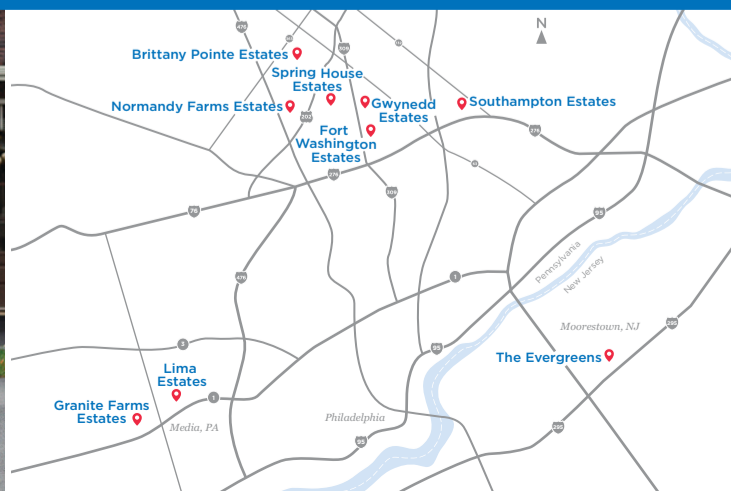 N
476
309
Brittany Pointe Estates
Spring House
Estates
Normandy Farms Estates
202
Gwynedd
Estates
Southampton Estates
Fort
Washington
Estates
276
276
309
76
95
Pennsylvania
New Jersey
476
1
Moorestown, NJ
295
3
95
The Evergreens
Lima
Estates
1
Granite Farms
Estates
Media, PA
Philadelphia
95
295